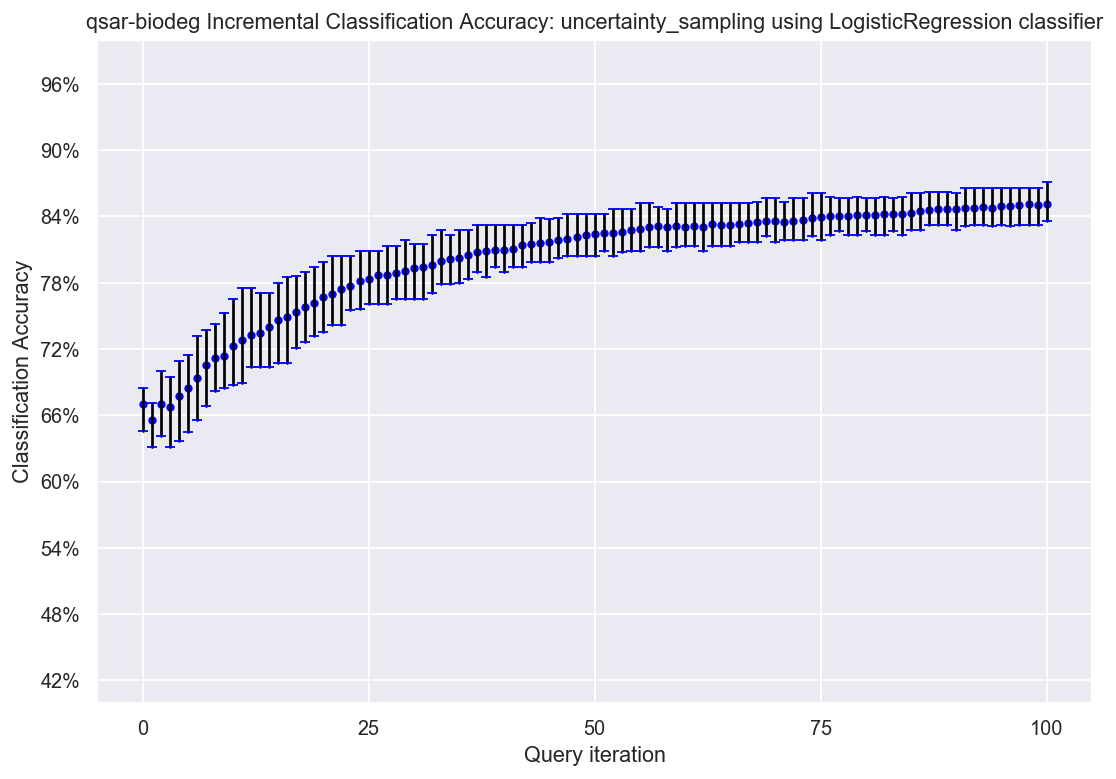 qsar-biodeg Incremental Classification Accuracy: uncertainty_sampling using LogisticRegression classifier
96%
90%
84%
78%
72%
66%
60%
54%
48%
42%
Classification Accuracy
0 25 50 75 100
Query iteration